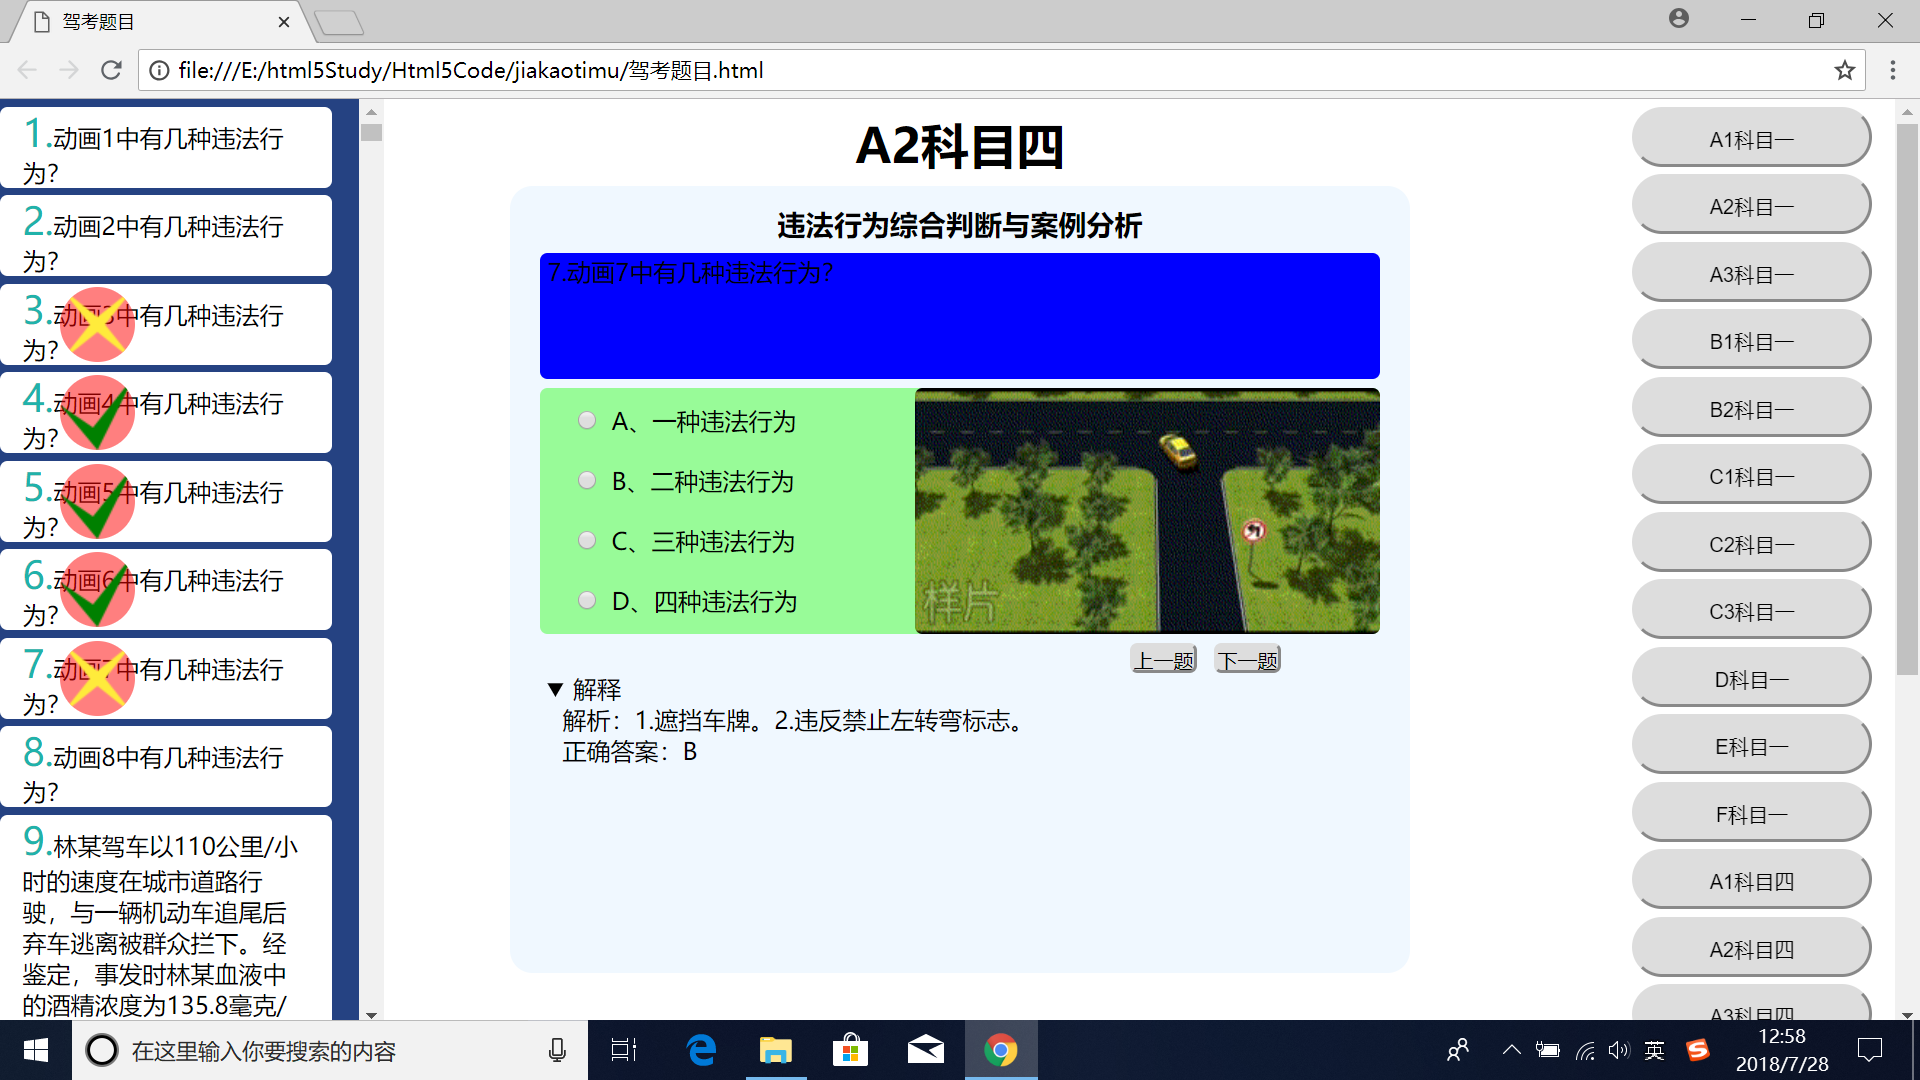 驾考题目
file:///E:/html5Study/Html5Code/jiakaotimu/驾考题目.html
1.动画1中有几种违法行
为?
2.动画2中有几种违法行
为?
3.动画3中有几种违法行
为?
4.动画4中有几种违法行
为?
5.动画5中有几种违法行
为?
6.动画6中有几种违法行
为?
7.动画7中有几种违法行
为?
8.动画8中有几种违法行
为?
9.林某驾车以110公里/小
时的速度在城市道路行
驶，与一辆机动车追尾后
弃车逃离被群众拦下。经
鉴定，事发时林某血液中
的酒精浓度为135.8毫克/
A2科目四
违法行为综合判断与案例分析
7.动画7中有几种违法行为?
A、一种违法行为
B、二种违法行为
C、三种违法行为
D、四种违法行为
样片
上一题 下一题
▼ 解释
解析：1.遮挡车牌。2.违反禁止左转弯标志。
正确答案：B
A1科目一
A2科目一
A3科目一
B1科目一
B2科目一
C1科目一
C2科目一
C3科目一
D科目一
E科目一
F科目一
A1科目四
A2科目四
A3科目四
在这里输入你要搜索的内容
英
12:58
2018/7/28